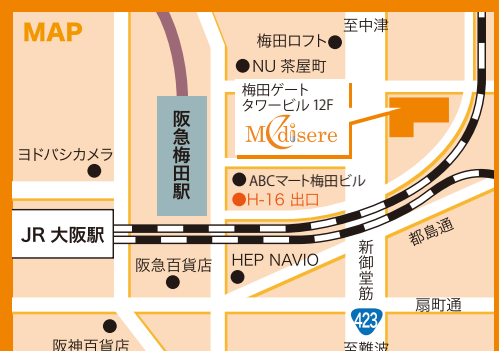 MAP
至中津
梅田ロフト
NU 茶屋町
梅田ゲート
タワービル 12F
Modisere
阪急梅田駅
ヨドバシカメラ
ABCマート梅田ビル
H-16 出口
JR 大阪駅
都島通
新御堂筋
阪急百貨店
HEP NAVIO
扇町通
423
阪神百貨店
至難波